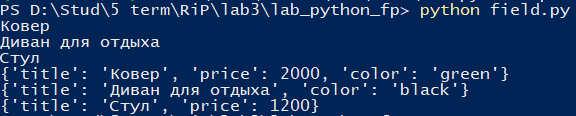 PS D:\Stud\5 term\RiP\lab3\lab_python_fp> python field.py
Ковер
Диван для отдыха
Стул
{'title': 'Ковер', 'price': 2000, 'color': 'green'}
{'title': 'Диван для отдыха', 'color': 'black'}
{'title': 'Стул', 'price': 1200}